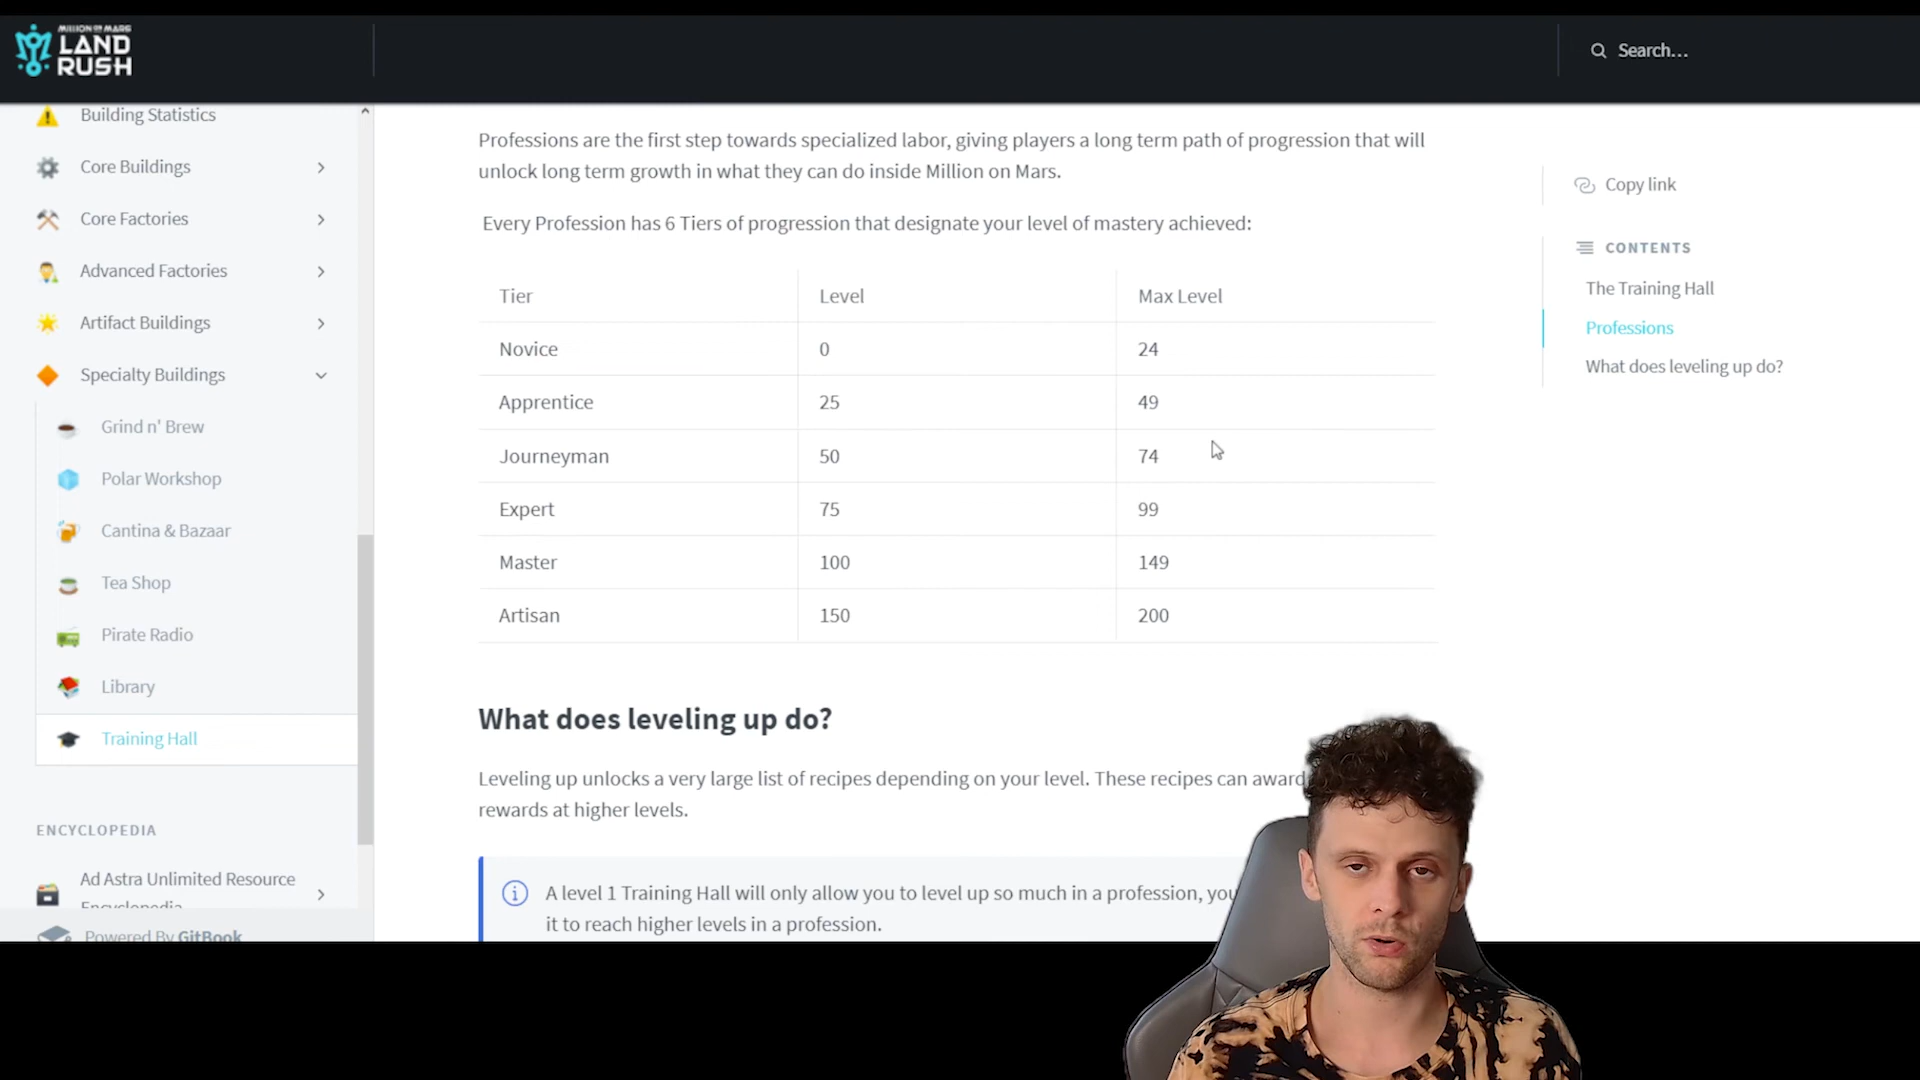 MILLION ON MARS
LAND
RUSH
Search...
Building Statistics
Core Buildings
Core Factories
Advanced Factories
Artifact Buildings
Specialty Buildings
Grind n' Brew
Polar Workshop
Cantina & Bazaar
Tea Shop
Pirate Radio
Library
Training Hall
ENCYCLOPEDIA
Ad Astra Unlimited Resource
Encyclopedia
Powered By GitBook
Professions are the first step towards specialized labor, giving players a long term path of progression that will
unlock long term growth in what they can do inside Million on Mars.
Every Profession has 6 Tiers of progression that designate your level of mastery achieved:
Tier Level Max Level
Novice 0 24
Apprentice 25 49
Journeyman 50 74
Expert 75 99
Master 100 149
Artisan 150 200
What does leveling up do?
Leveling up unlocks a very large list of recipes depending on your level. These recipes can award
rewards at higher levels.
A level 1 Training Hall will only allow you to level up so much in a profession, you
it to reach higher levels in a profession.
Copy link
CONTENTS
The Training Hall
Professions
What does leveling up do?